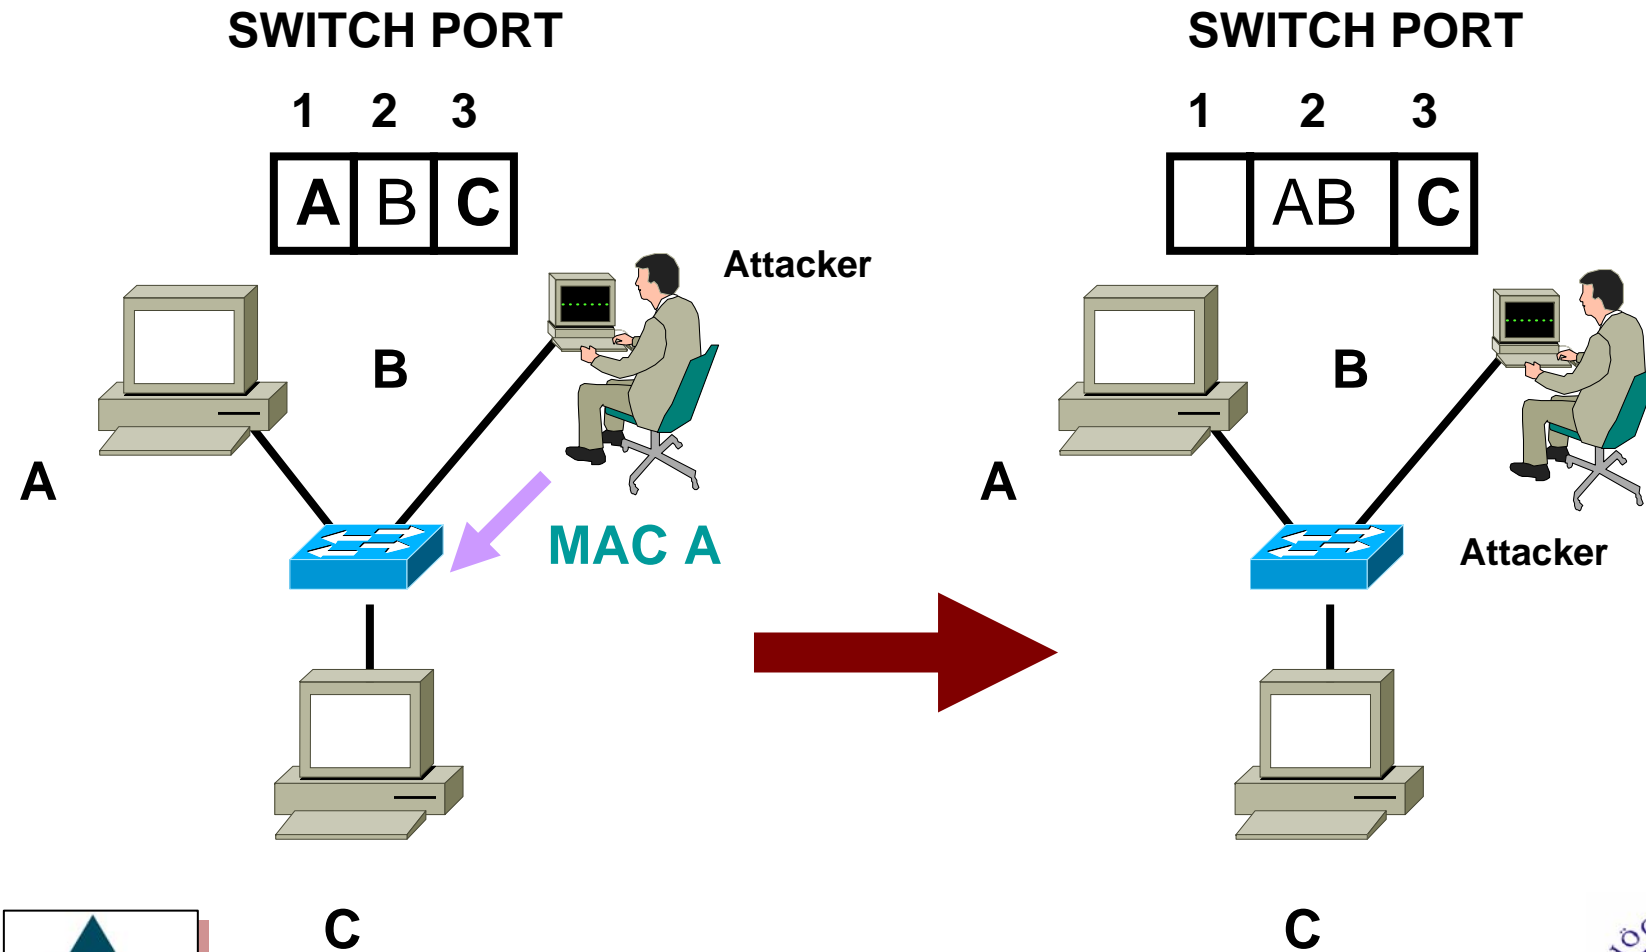 SWITCH PORT
1 2 3
A B C
Attacker
B
A
MAC A
C
SWITCH PORT
1 2 3
AB C
B
A
Attacker
C